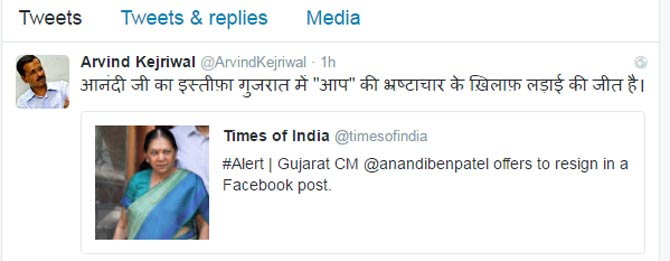 Tweets Tweets & replies Media
Arvind Kejriwal @ArvindKejriwal · 1h
आनंदी जी का इस्तीफ़ा गुजरात में "आप" की भ्रष्टाचार के ख़िलाफ़ लड़ाई की जीत है।
Times of India @timesofindia
#Alert | Gujarat CM @anandibenpatel offers to resign in a
Facebook post.